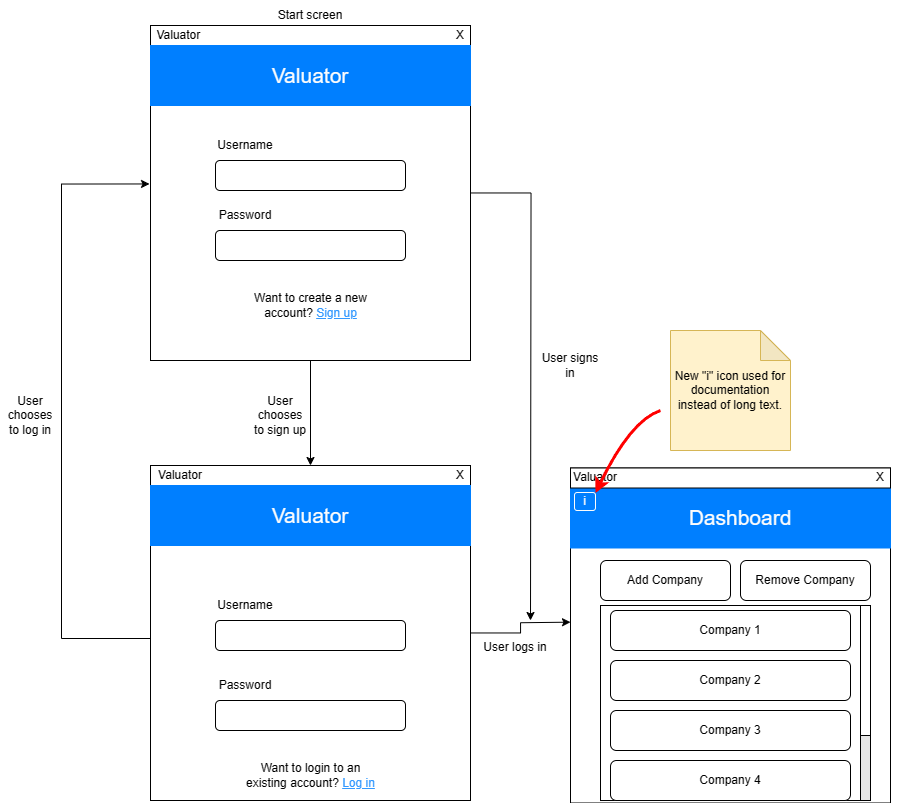 Start screen
Valuator X
Valuator
Username
Password
Want to create a new
account? Sign up
User signs
in
New "i" icon used for
documentation
instead of long text.
User
chooses
to log in
User
chooses
to sign up
Valuator X
Valuator
Username
Password
Want to login to an
existing account? Log in
User logs in
Valuator X
i
Dashboard
Add Company
Remove Company
Company 1
Company 2
Company 3
Company 4